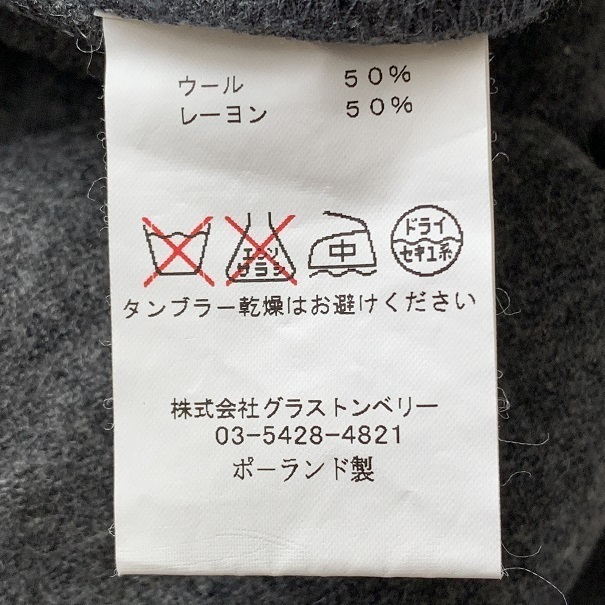 ウール 50%
レーヨン 50%
エンソ
サラシ
中
ドライ
セキユ系
タンブラー乾燥はお避けください
株式会社グラストンベリー
03-5428-4821
ポーランド製